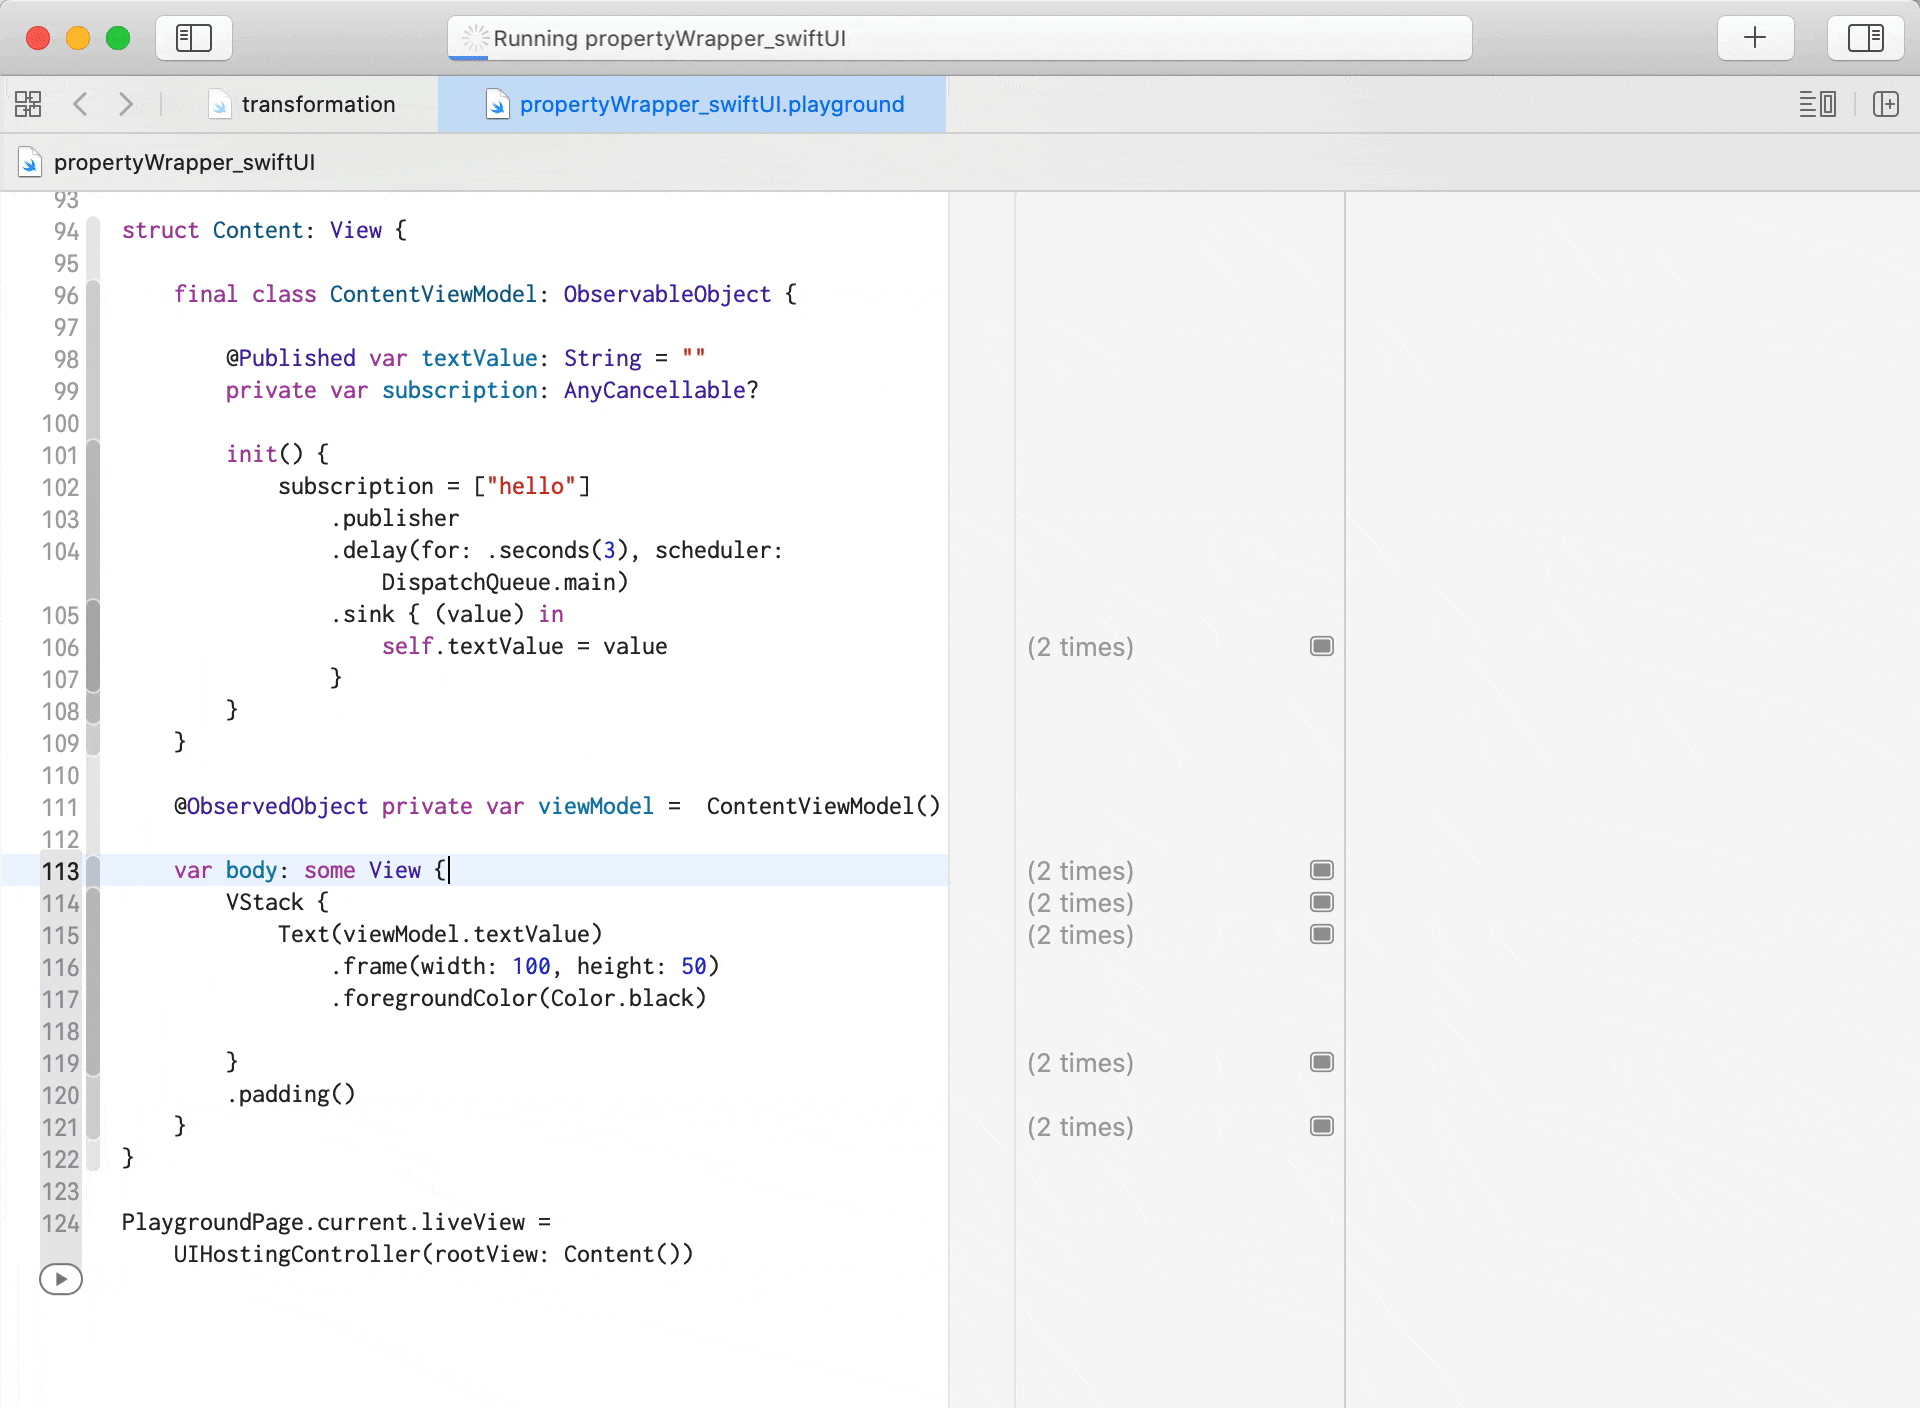 Running propertyWrapper_swiftUI
transformation
propertyWrapper_swiftUI.playground
propertyWrapper_swiftUI
93
94 struct Content: View {
95
96 final class ContentViewModel: ObservableObject {
97
98 @Published var textValue: String = ""
99 private var subscription: AnyCancellable?
100
101 init() {
102 subscription = ["hello"]
103 .publisher
104 .delay(for: .seconds(3), scheduler:
DispatchQueue.main)
105 .sink { (value) in
106 self.textValue = value (2 times)
107 }
108 }
109 }
110
111 @ObservedObject private var viewModel =  ContentViewModel()
112
113 var body: some View { (2 times)
114 VStack { (2 times)
115 Text(viewModel.textValue) (2 times)
116 .frame(width: 100, height: 50)
117 .foregroundColor(Color.black)
118
119 } (2 times)
120 .padding()
121 } (2 times)
122 }
123
124 PlaygroundPage.current.liveView =
UIHostingController(rootView: Content())